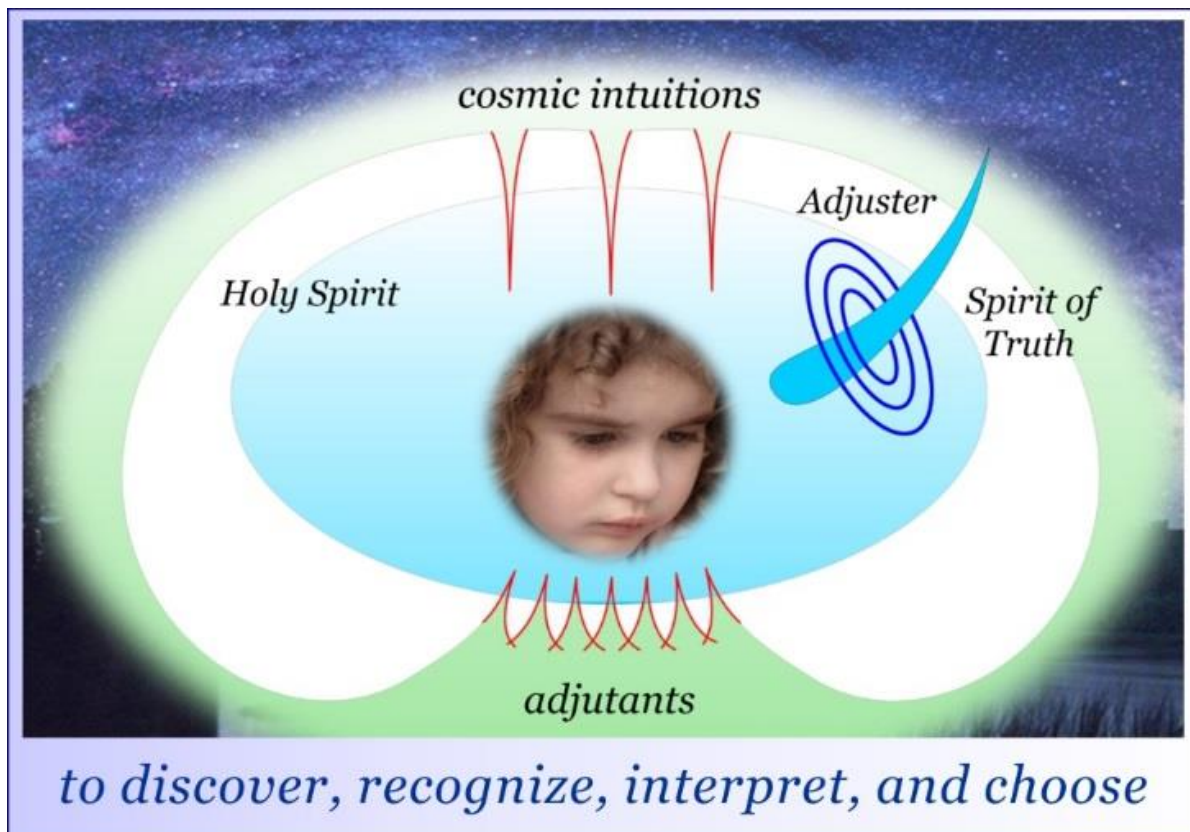 cosmic intuitions
Adjuster
Holy Spirit
Spirit of
Truth
adjutants
to discover, recognize, interpret, and choose